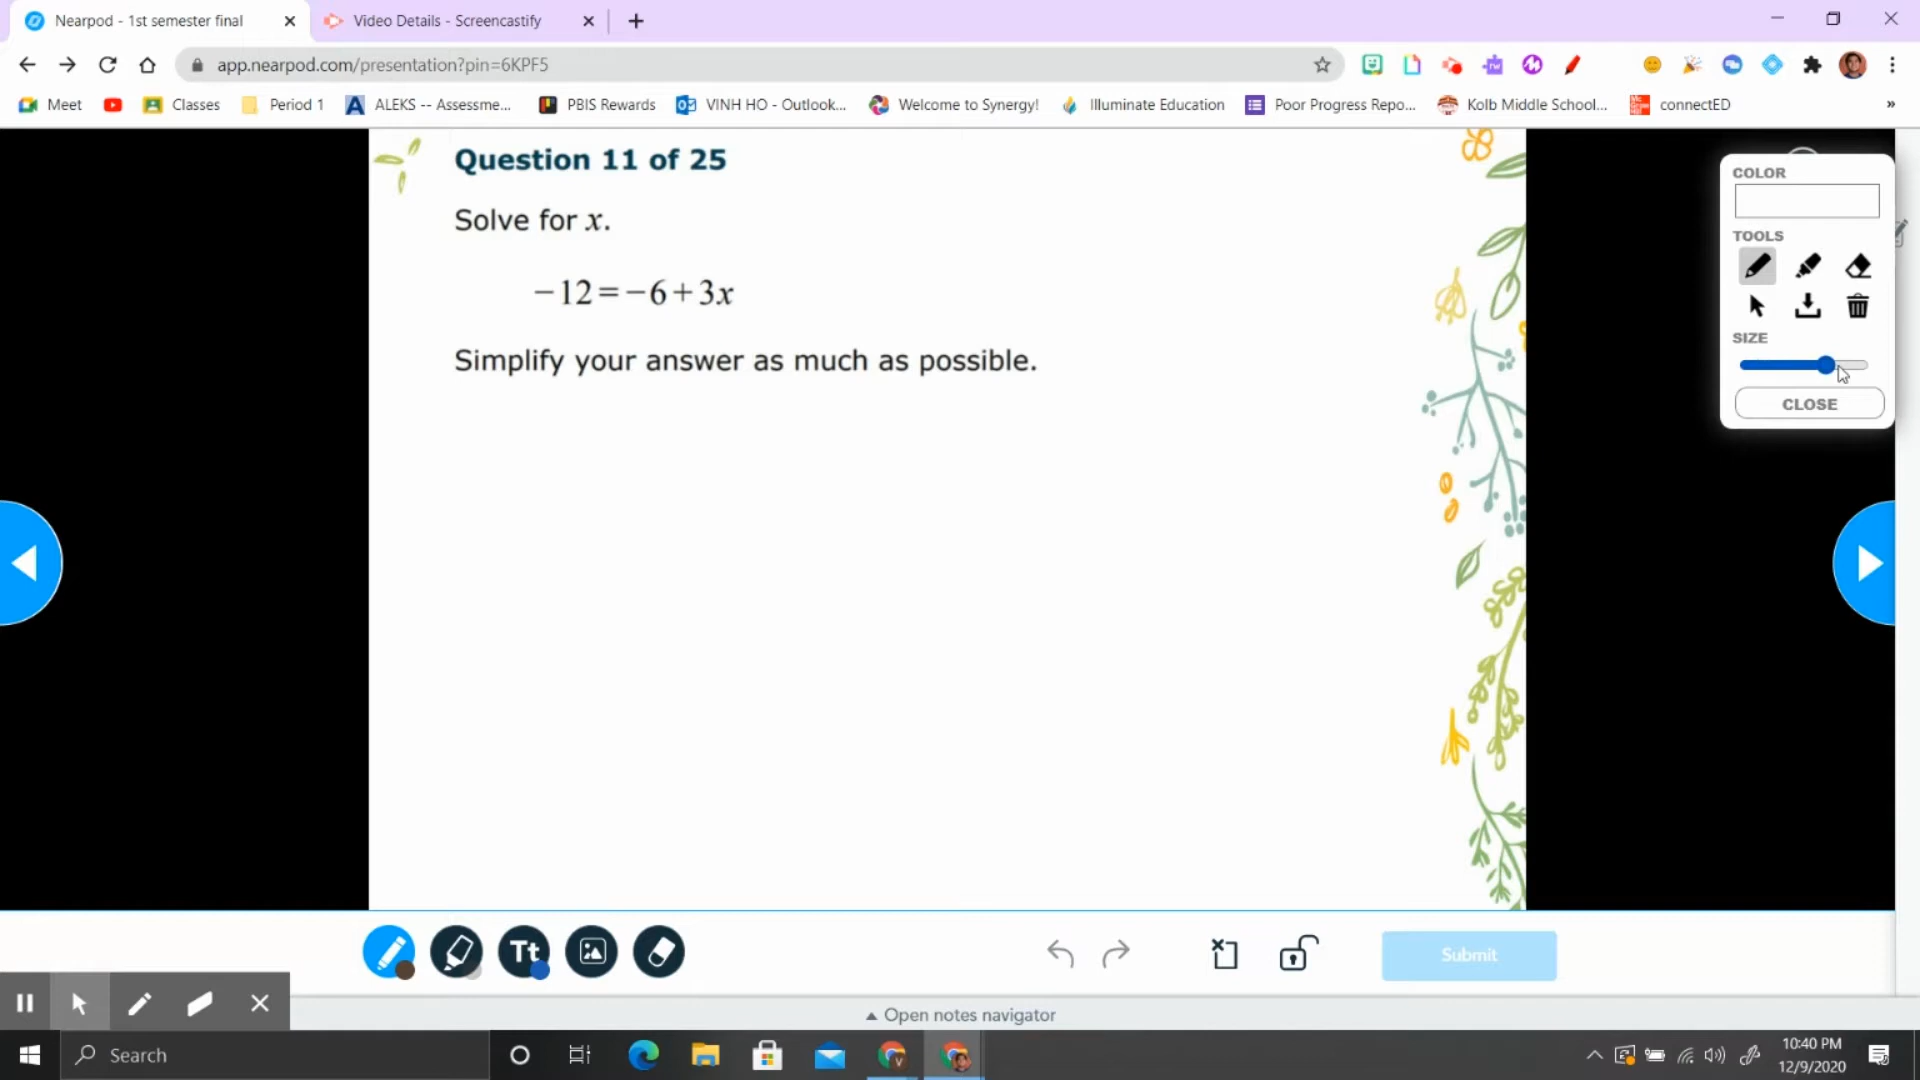 Nearpod - 1st semester final
Video Details - Screencastify
app.nearpod.com/presentation?pin=6KPF5
Meet
Classes
Period 1
ALEKS -- Assessme...
PBIS Rewards
VINH HO - Outlook...
Welcome to Synergy!
Illuminate Education
Poor Progress Repo...
Kolb Middle School...
connectED
»
Question 11 of 25
Solve for x.
−12=−6+3x
Simplify your answer as much as possible.
COLOR
TOOLS
SIZE
CLOSE
Tt
Submit
Open notes navigator
Search
10:40 PM
12/9/2020